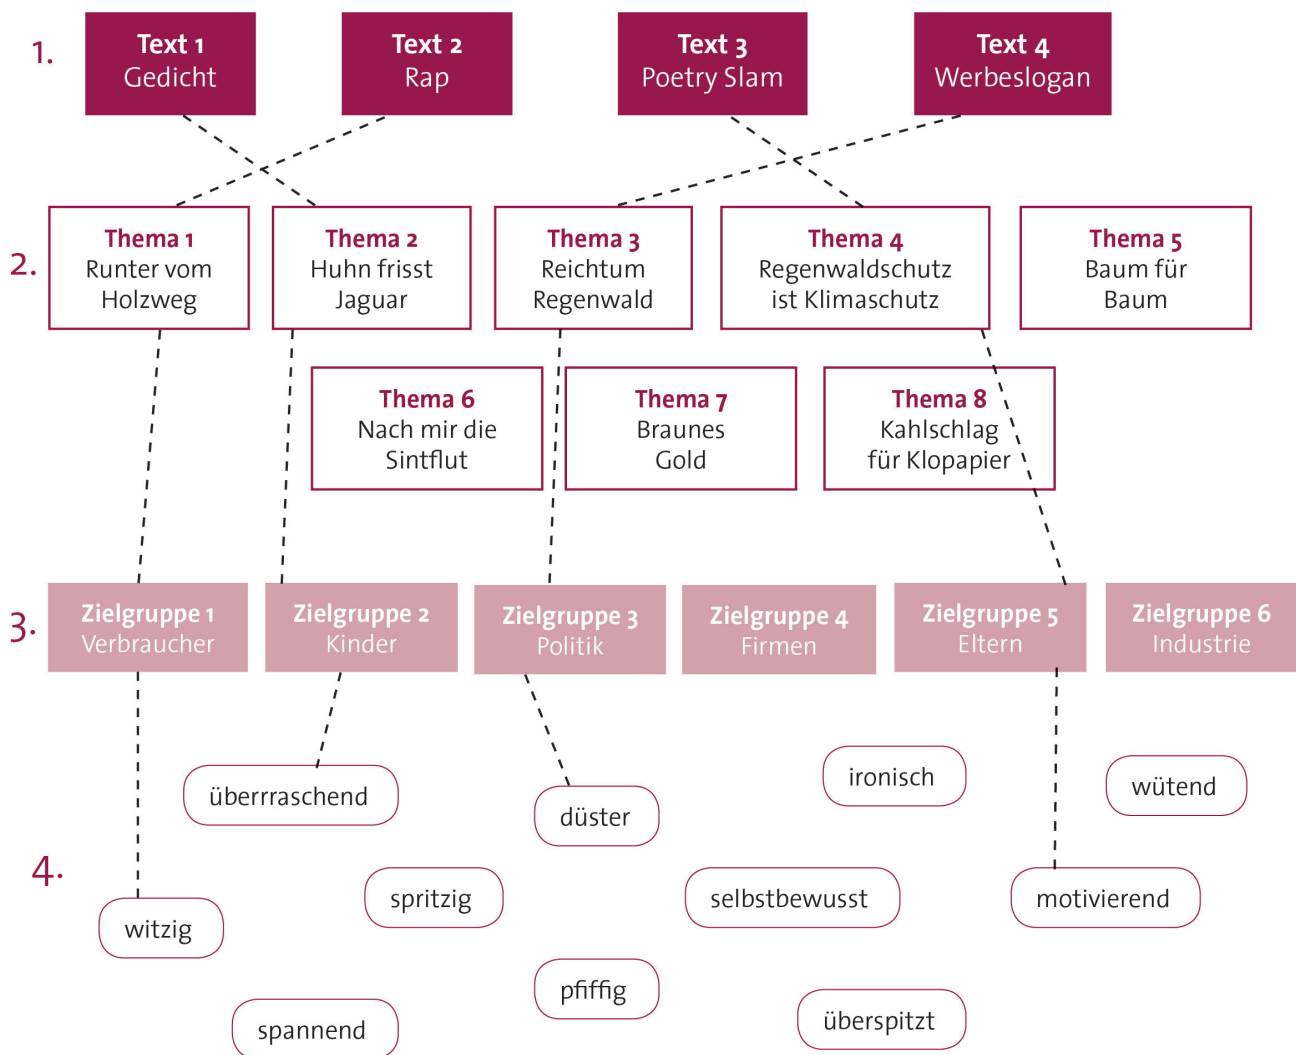 1.
Text 1
Gedicht
Text 2
Rap
Text 3
Poetry Slam
Text 4
Werbeslogan
2.
Thema 1
Runter vom
Holzweg
Thema 2
Huhn frisst
Jaguar
Thema 3
Reichtum
Regenwald
Thema 4
Regenwaldschutz
ist Klimaschutz
Thema 5
Baum für
Baum
Thema 6
Nach mir die
Sintflut
Thema 7
Braunes
Gold
Thema 8
Kahlschlag
für Klopapier
3.
Zielgruppe 1
Verbraucher
Zielgruppe 2
Kinder
Zielgruppe 3
Politik
Zielgruppe 4
Firmen
Zielgruppe 5
Eltern
Zielgruppe 6
Industrie
4.
überrraschend
düster
ironisch
wütend
witzig
spritzig
selbstbewusst
motivierend
spannend
pfiffig
überspitzt